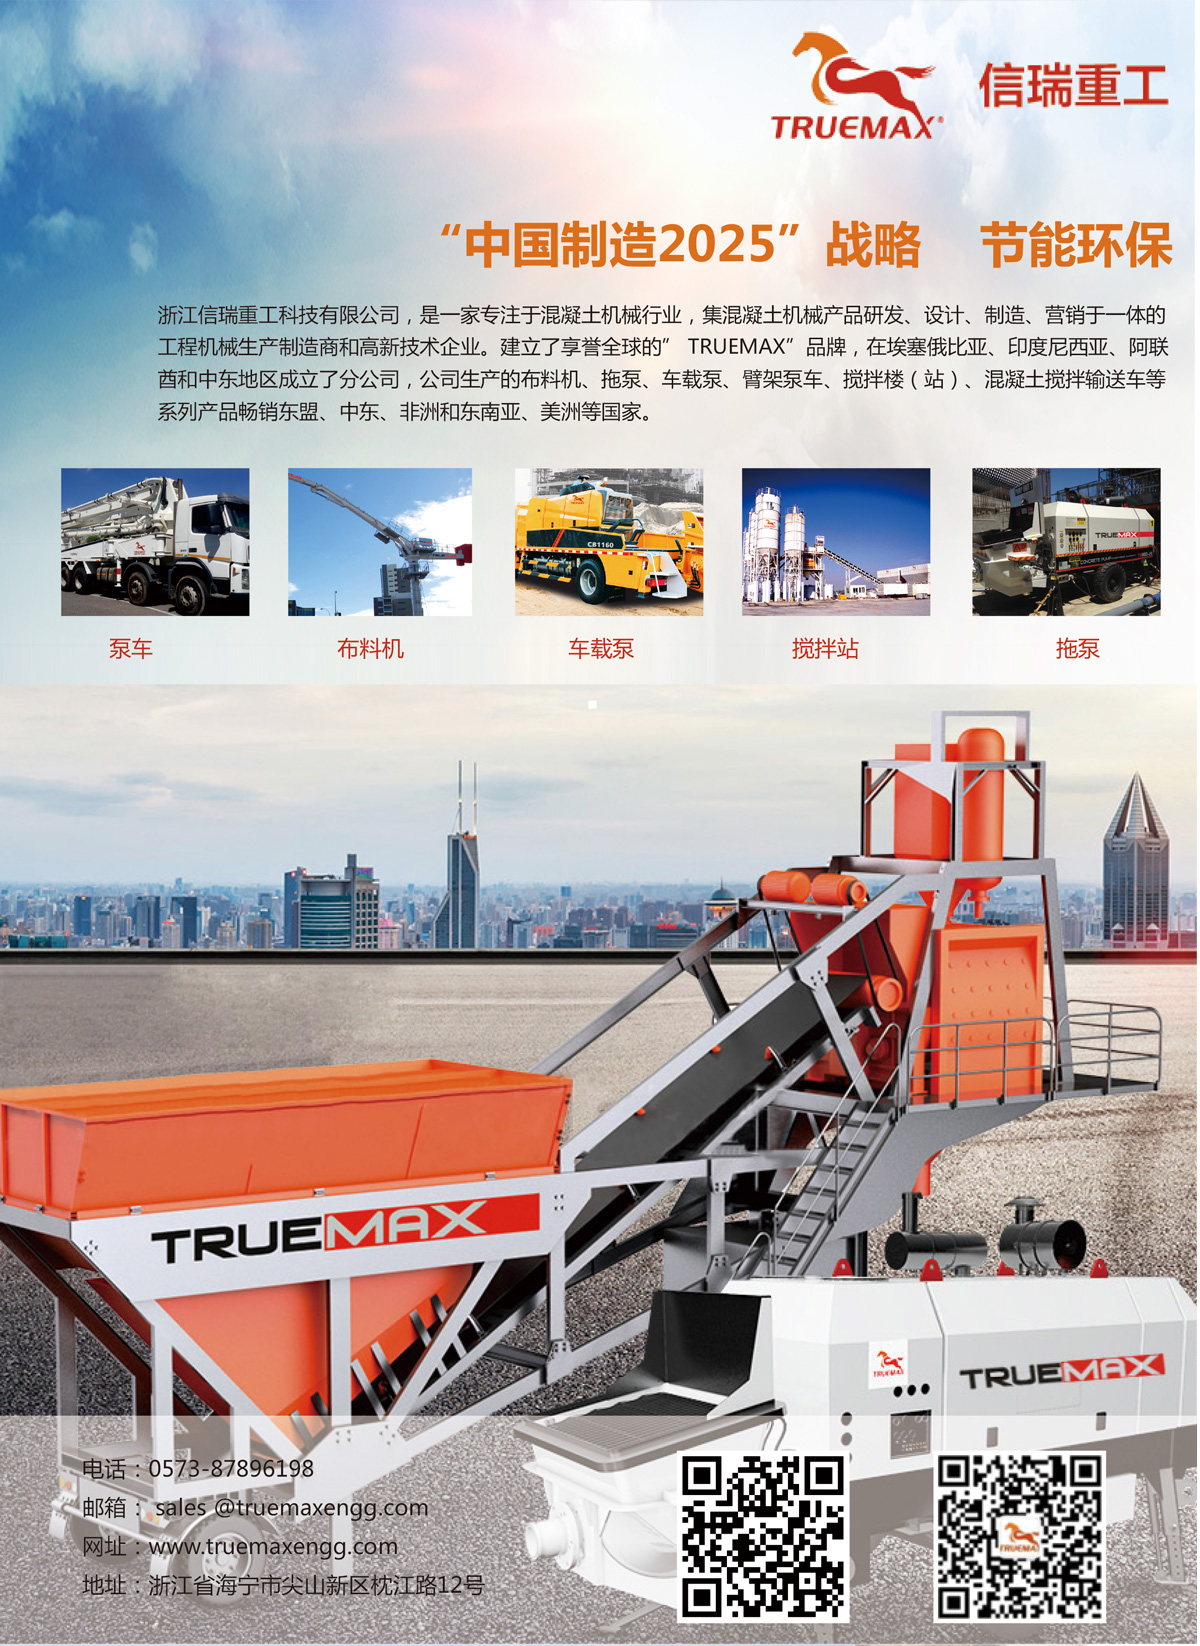 TRUEMAX®
信瑞重工
“中国制造2025”战略 节能环保
浙江信瑞重工科技有限公司，是一家专注于混凝土机械行业，集混凝土机械产品研发、设计、制造、营销于一体的
工程机械生产制造商和高新技术企业。建立了享誉全球的” TRUEMAX”品牌，在埃塞俄比亚、印度尼西亚、阿联
酋和中东地区成立了分公司，公司生产的布料机、拖泵、车载泵、臂架泵车、搅拌楼（站）、混凝土搅拌输送车等
系列产品畅销东盟、中东、非洲和东南亚、美洲等国家。
CB1160
TRUEMAX
泵车
布料机
车载泵
搅拌站
拖泵
TRUEMAX
TRUEMAX
TRUEMAX
电话：0573-87896198
邮箱： sales @truemaxengg.com
网址：www.truemaxengg.com
地址：浙江省海宁市尖山新区枕江路12号
TRUEMAX